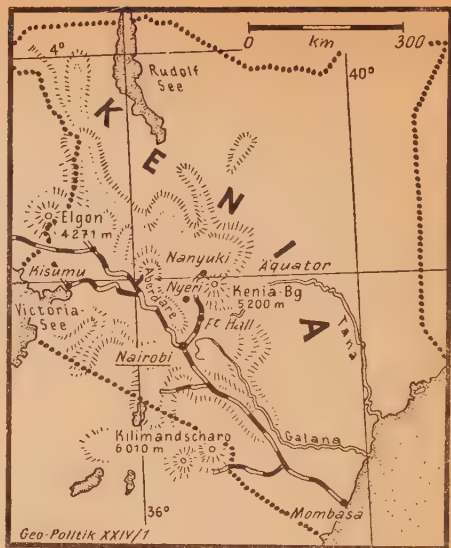 0 300
km
4°
40°
Rudolf
See
KENIA
Elgon
4271 m
Nanyuki
Äquator
Kisumu
Aberdare
Nyeri
Kenia-Bg
5200 m
Victoria-
See
Ft Hall
Tana
Nairobi
Galana
Kilimandscharo
6010 m
36°
Mombasa
Geo-Politik XXIV/1